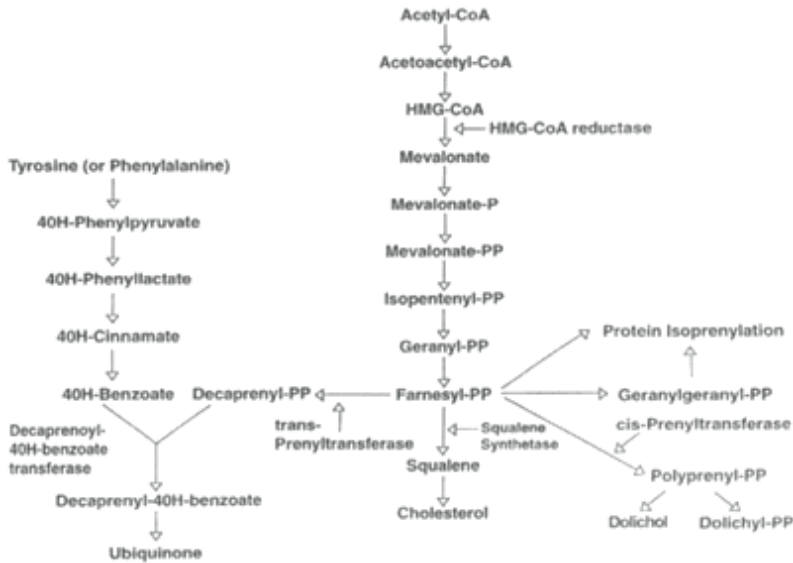 Acetyl-CoA
Acetoacetyl-CoA
HMG-CoA
HMG-CoA reductase
Mevalonate
Tyrosine (or Phenylalanine)
Mevalonate-P
40H-Phenylpyruvate
Mevalonate-PP
40H-Phenyllactate
Isopentenyl-PP
40H-Cinnamate
Geranyl-PP
Protein Isoprenylation
40H-Benzoate
Decaprenyl-PP
Farnesyl-PP
Geranylgeranyl-PP
Decaprenoyl-
40H-benzoate
transferase
trans-
Prenyltransferase
Squalene
Synthetase
cis-Prenyltransferase
Squalene
Polyprenyl-PP
Decaprenyl-40H-benzoate
Cholesterol
Dolichol
Dolichyl-PP
Ubiquinone